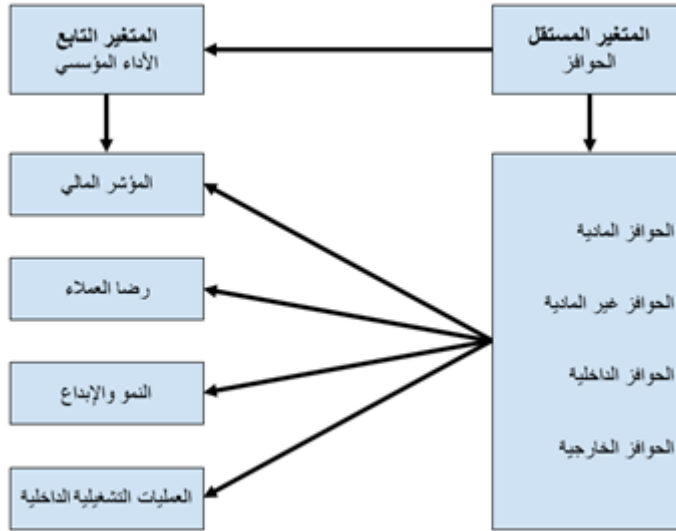 المتغير المستقل
الحوافز
المتغير التابع
الأداء المؤسسي
الحوافز المادية
الحوافز غير المادية
الحوافز الداخلية
الحوافز الخارجية
المؤشر المالي
رضا العملاء
النمو والإبداع
العمليات التشغيلية الداخلية